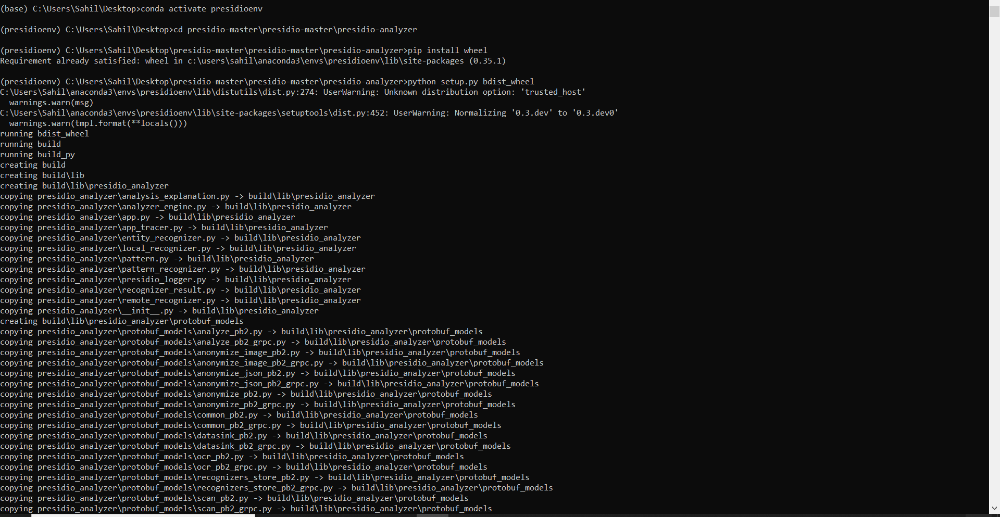 (base) C:\Users\Sahil\Desktop>conda activate presidioenv
(presidioenv) C:\Users\Sahil\Desktop>cd presidio-master\presidio-master\presidio-analyzer
(presidioenv) C:\Users\Sahil\Desktop\presidio-master\presidio-master\presidio-analyzer>pip install wheel
Requirement already satisfied: wheel in c:\users\sahil\anaconda3\envs\presidioenv\lib\site-packages (0.35.1)
(presidioenv) C:\Users\Sahil\Desktop\presidio-master\presidio-master\presidio-analyzer>python setup.py bdist_wheel
C:\Users\Sahil\anaconda3\envs\presidioenv\lib\distutils\dist.py:274: UserWarning: Unknown distribution option: 'trusted_host'
  warnings.warn(msg)
C:\Users\Sahil\anaconda3\envs\presidioenv\lib\site-packages\setuptools\dist.py:452: UserWarning: Normalizing '0.3.dev' to '0.3.dev0'
  warnings.warn(tmpl.format(**locals()))
running bdist_wheel
running build
running build_py
creating build
creating build\lib
creating build\lib\presidio_analyzer
copying presidio_analyzer\analysis_explanation.py -> build\lib\presidio_analyzer
copying presidio_analyzer\analyzer_engine.py -> build\lib\presidio_analyzer
copying presidio_analyzer\app.py -> build\lib\presidio_analyzer
copying presidio_analyzer\app_tracer.py -> build\lib\presidio_analyzer
copying presidio_analyzer\entity_recognizer.py -> build\lib\presidio_analyzer
copying presidio_analyzer\local_recognizer.py -> build\lib\presidio_analyzer
copying presidio_analyzer\pattern.py -> build\lib\presidio_analyzer
copying presidio_analyzer\pattern_recognizer.py -> build\lib\presidio_analyzer
copying presidio_analyzer\presidio_logger.py -> build\lib\presidio_analyzer
copying presidio_analyzer\recognizer_result.py -> build\lib\presidio_analyzer
copying presidio_analyzer\remote_recognizer.py -> build\lib\presidio_analyzer
copying presidio_analyzer\__init__.py -> build\lib\presidio_analyzer
creating build\lib\presidio_analyzer\protobuf_models
copying presidio_analyzer\protobuf_models\analyze_pb2.py -> build\lib\presidio_analyzer\protobuf_models
copying presidio_analyzer\protobuf_models\analyze_pb2_grpc.py -> build\lib\presidio_analyzer\protobuf_models
copying presidio_analyzer\protobuf_models\anonymize_image_pb2.py -> build\lib\presidio_analyzer\protobuf_models
copying presidio_analyzer\protobuf_models\anonymize_image_pb2_grpc.py -> build\lib\presidio_analyzer\protobuf_models
copying presidio_analyzer\protobuf_models\anonymize_json_pb2.py -> build\lib\presidio_analyzer\protobuf_models
copying presidio_analyzer\protobuf_models\anonymize_json_pb2_grpc.py -> build\lib\presidio_analyzer\protobuf_models
copying presidio_analyzer\protobuf_models\anonymize_pb2.py -> build\lib\presidio_analyzer\protobuf_models
copying presidio_analyzer\protobuf_models\anonymize_pb2_grpc.py -> build\lib\presidio_analyzer\protobuf_models
copying presidio_analyzer\protobuf_models\common_pb2.py -> build\lib\presidio_analyzer\protobuf_models
copying presidio_analyzer\protobuf_models\common_pb2_grpc.py -> build\lib\presidio_analyzer\protobuf_models
copying presidio_analyzer\protobuf_models\datasink_pb2.py -> build\lib\presidio_analyzer\protobuf_models
copying presidio_analyzer\protobuf_models\datasink_pb2_grpc.py -> build\lib\presidio_analyzer\protobuf_models
copying presidio_analyzer\protobuf_models\ocr_pb2.py -> build\lib\presidio_analyzer\protobuf_models
copying presidio_analyzer\protobuf_models\ocr_pb2_grpc.py -> build\lib\presidio_analyzer\protobuf_models
copying presidio_analyzer\protobuf_models\recognizers_store_pb2.py -> build\lib\presidio_analyzer\protobuf_models
copying presidio_analyzer\protobuf_models\recognizers_store_pb2_grpc.py -> build\lib\presidio_analyzer\protobuf_models
copying presidio_analyzer\protobuf_models\scan_pb2.py -> build\lib\presidio_analyzer\protobuf_models
copying presidio_analyzer\protobuf_models\scan_pb2_grpc.py -> build\lib\presidio_analyzer\protobuf_models